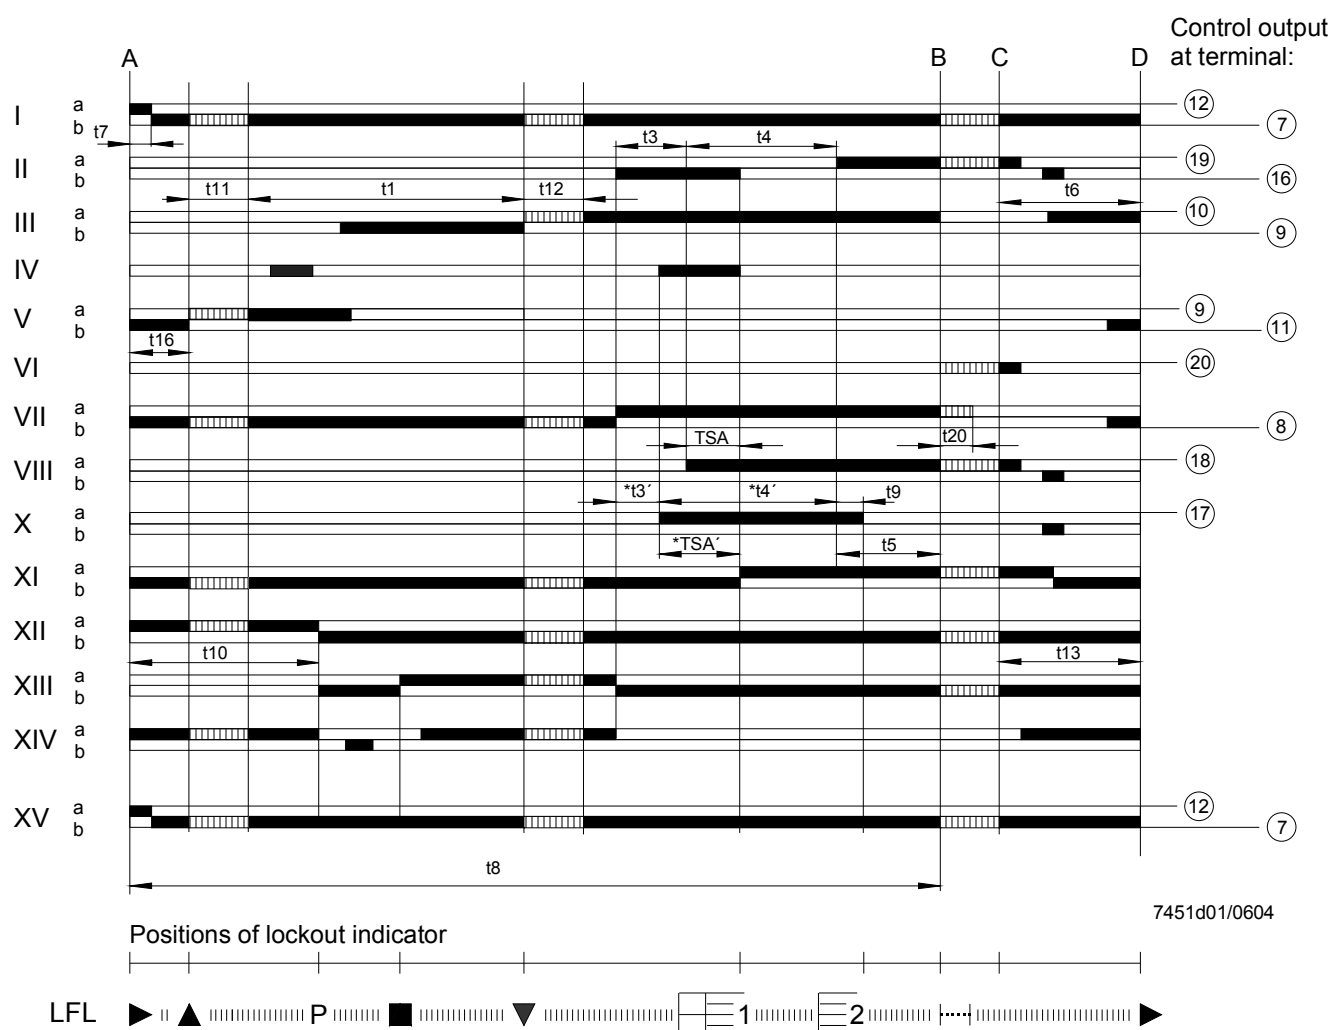 Control output
at terminal:
A B C D
I a b 12 7
t7 t3 t4
II a b 19 16
t11 t1 t12 t6
III a b 10 9
IV
V a b 9 11
t16
VI 20
VII a b 8
TSA t20
VIII a b 18
*t3´ *t4´ t9
X a b 17
*TSA´ t5
XI a b
XII a b
t10 t13
XIII a b
XIV a b
XV a b 12 7
t8
7451d01/0604
Positions of lockout indicator
LFL P 1 2